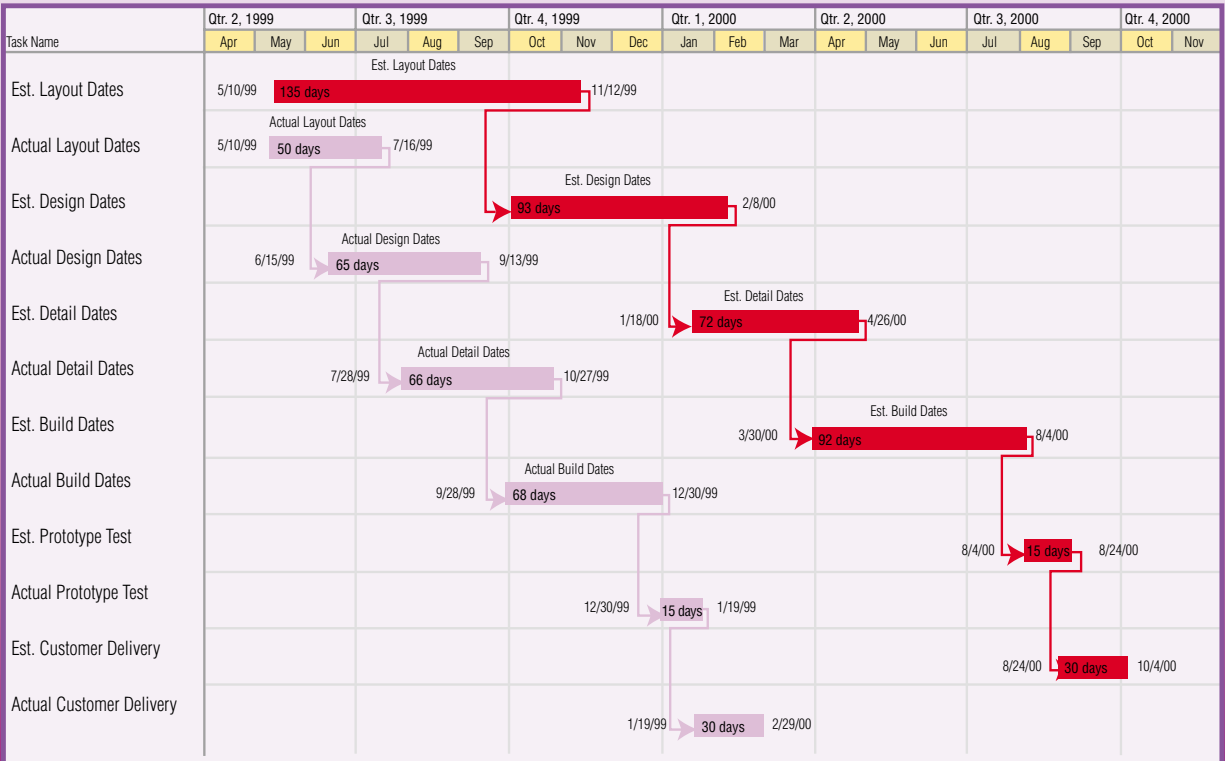 Qtr. 2, 1999 Qtr. 3, 1999 Qtr. 4, 1999 Qtr. 1, 2000 Qtr. 2, 2000 Qtr. 3, 2000 Qtr. 4, 2000
Task Name Apr May Jun Jul Aug Sep Oct Nov Dec Jan Feb Mar Apr May Jun Jul Aug Sep Oct Nov
Est. Layout Dates
Est. Layout Dates 5/10/99 135 days 11/12/99
Actual Layout Dates
Actual Layout Dates 5/10/99 50 days 7/16/99
Est. Design Dates
Est. Design Dates 93 days 2/8/00
Actual Design Dates
Actual Design Dates 6/15/99 65 days 9/13/99
Est. Detail Dates
Est. Detail Dates 1/18/00 72 days 4/26/00
Actual Detail Dates
Actual Detail Dates 7/28/99 66 days 10/27/99
Est. Build Dates
Est. Build Dates 3/30/00 92 days 8/4/00
Actual Build Dates
Actual Build Dates 9/28/99 68 days 12/30/99
Est. Prototype Test 8/4/00 15 days 8/24/00
Actual Prototype Test 12/30/99 15 days 1/19/99
Est. Customer Delivery 8/24/00 30 days 10/4/00
Actual Customer Delivery 1/19/99 30 days 2/29/00